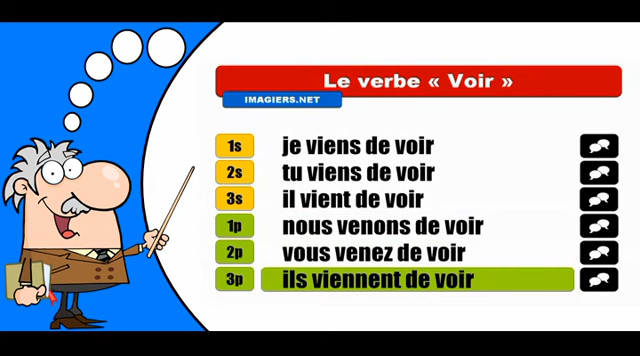 Le verbe « Voir »
IMAGIERS.NET
1s je viens de voir
2s tu viens de voir
3s il vient de voir
1p nous venons de voir
2p vous venez de voir
3p ils viennent de voir